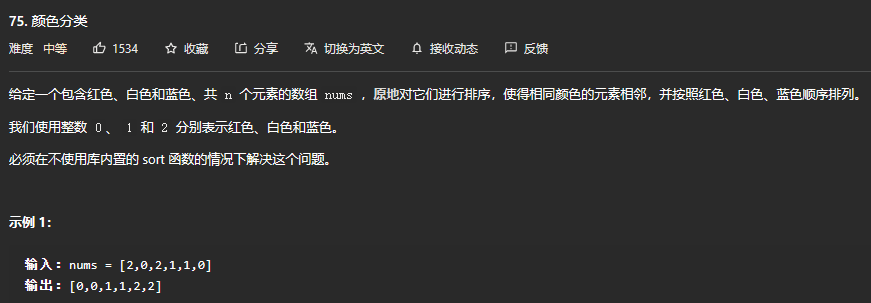 75. 颜色分类
难度 中等 1534 收藏 分享 切换为英文 接收动态 反馈
给定一个包含红色、白色和蓝色、共 n 个元素的数组 nums ，原地对它们进行排序，使得相同颜色的元素相邻，并按照红色、白色、蓝色顺序排列。
我们使用整数 0、 1 和 2 分别表示红色、白色和蓝色。
必须在不使用库内置的 sort 函数的情况下解决这个问题。
示例 1：
输入：nums = [2,0,2,1,1,0]
输出：[0,0,1,1,2,2]